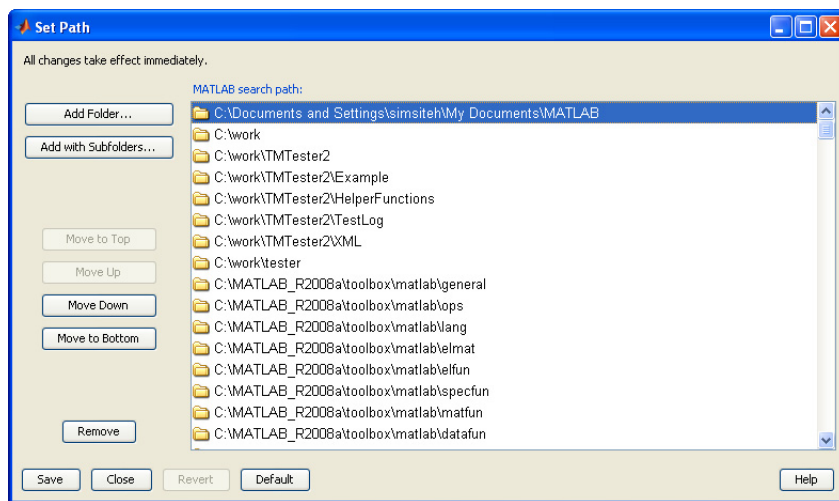 Set Path
All changes take effect immediately.
MATLAB search path:
Add Folder...
Add with Subfolders...
Move to Top
Move Up
Move Down
Move to Bottom
Remove
C:\Documents and Settings\simsiteh\My Documents\MATLAB
C:\work
C:\work\TMTester2
C:\work\TMTester2\Example
C:\work\TMTester2\HelperFunctions
C:\work\TMTester2\TestLog
C:\work\TMTester2\XML
C:\work\tester
C:\MATLAB_R2008a\toolbox\matlab\general
C:\MATLAB_R2008a\toolbox\matlab\ops
C:\MATLAB_R2008a\toolbox\matlab\lang
C:\MATLAB_R2008a\toolbox\matlab\elmat
C:\MATLAB_R2008a\toolbox\matlab\elfun
C:\MATLAB_R2008a\toolbox\matlab\specfun
C:\MATLAB_R2008a\toolbox\matlab\matfun
C:\MATLAB_R2008a\toolbox\matlab\datafun
Save
Close
Revert
Default
Help